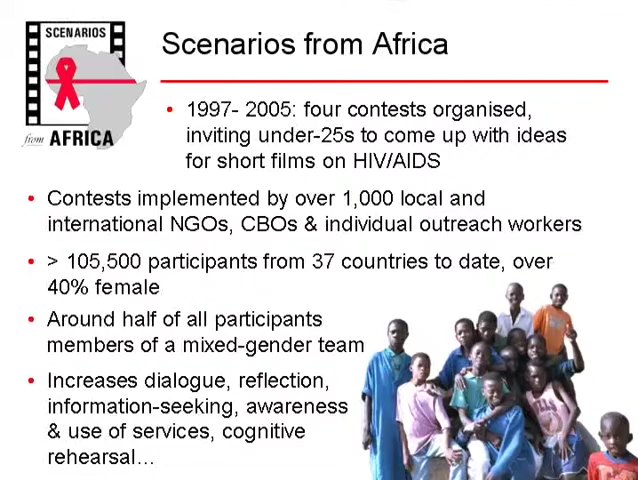 SCENARIOS
from AFRICA
Scenarios from Africa
• 1997- 2005: four contests organised,
inviting under-25s to come up with ideas
for short films on HIV/AIDS
• Contests implemented by over 1,000 local and
international NGOs, CBOs & individual outreach workers
• > 105,500 participants from 37 countries to date, over
40% female
• Around half of all participants
members of a mixed-gender team
• Increases dialogue, reflection,
information-seeking, awareness
& use of services, cognitive
rehearsal…